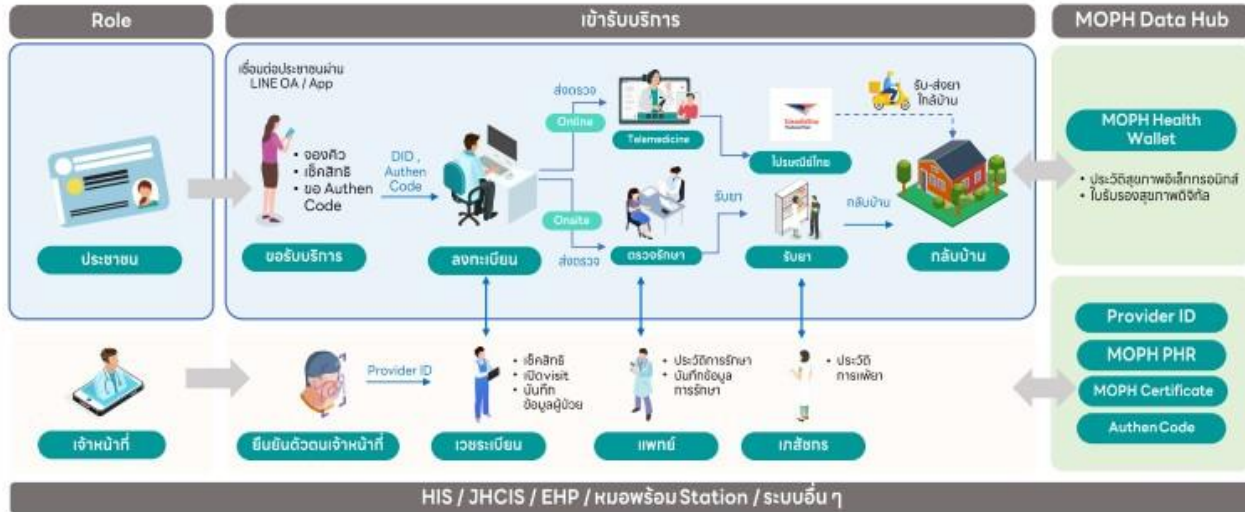 Role
เข้ารับบริการ
MOPH Data Hub
เชื่อมต่อประชาชนผ่าน
LINE OA / App
• จองคิว
• เช็คสิทธิ
• ขอ Authen
Code
DID ,
Authen
Code
ส่งตรวจ
Online
Telemedicine
ไปรษณีย์ไทย
รับ-ส่งยา
ใกล้บ้าน
Onsite
ส่งตรวจ
รับยา
กลับบ้าน
ประชาชน
ขอรับบริการ
ลงทะเบียน
ตรวจรักษา
รับยา
กลับบ้าน
MOPH Health
Wallet
• ประวัติสุขภาพอิเล็กทรอนิกส์
• ใบรับรองสุขภาพดิจิทัล
Provider ID
• เช็คสิทธิ
• เปิดvisit
• บันทึก
ข้อมูลผู้ป่วย
• ประวัติการรักษา
• บันทึกข้อมูล
การรักษา
• ประวัติ
การแพ้ยา
เจ้าหน้าที่
ยืนยันตัวตนเจ้าหน้าที่
เวชระเบียน
แพทย์
เภสัชกร
Provider ID
MOPH PHR
MOPH Certificate
Authen Code
HIS / JHCIS / EHP / หมอพร้อม Station / ระบบอื่น ๆ